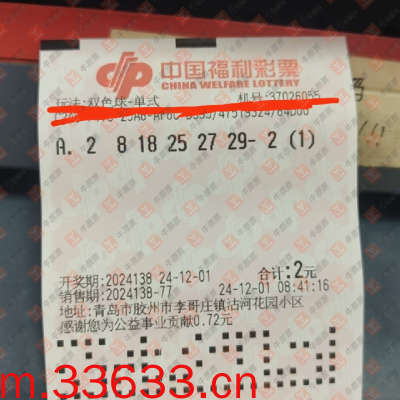 中国福利彩票
CHINA WELFARE LOTTERY
玩法:双色球-单式 机号:37026055
A. 2 8 18 25 27 29- 2 (1)
开奖期:2024138 24-12-01 合计:2元
销售期:2024138-77 24-12-01 08:41:16
地址:青岛市胶州市李哥庄镇沽河花园小区
感谢您为公益事业贡献0.72元
m.33633.cn